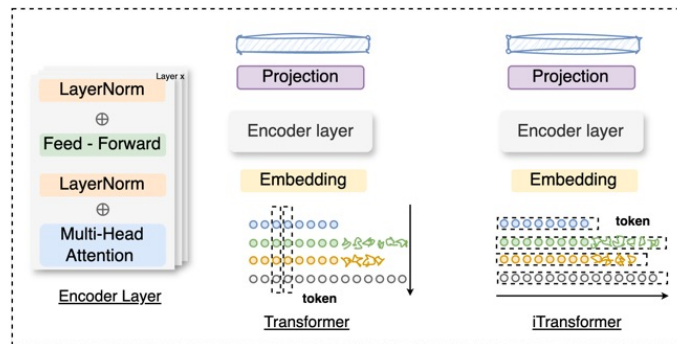 Layer x
LayerNorm
⊕
Feed - Forward
LayerNorm
⊕
Multi-Head
Attention
Encoder Layer
Projection
Encoder layer
Embedding
token
Transformer
Projection
Encoder layer
Embedding
token
iTransformer